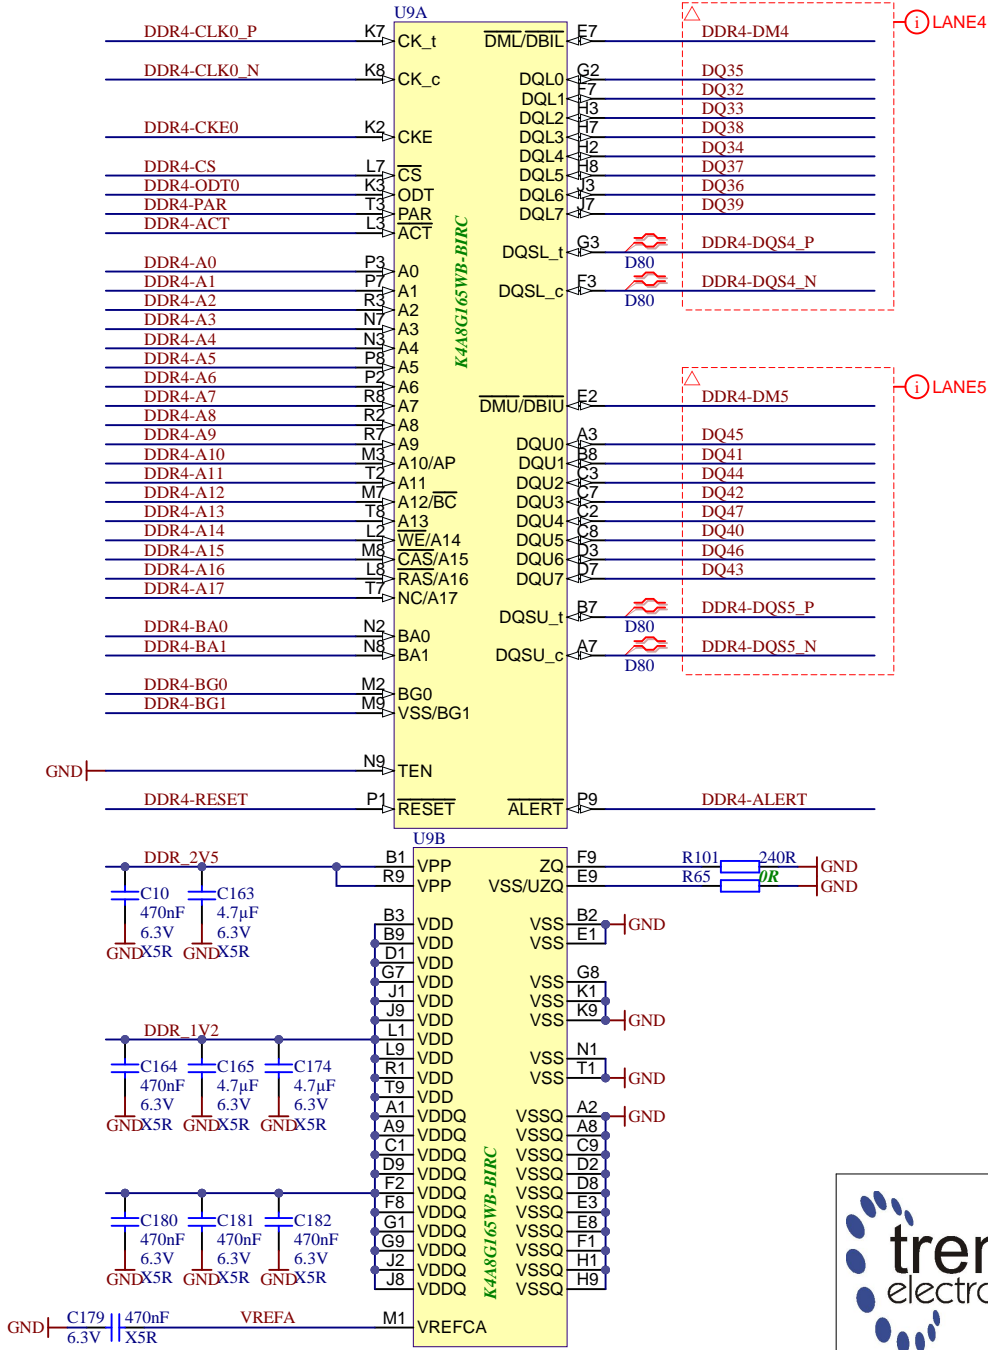 U9A
DDR4-CLK0_P K7 CK_t DML/DBIL E7 DDR4-DM4 LANE4
DDR4-CLK0_N K8 CK_c DQL0 G2 DQ35
DQL1 F7 DQ32
DQL2 H3 DQ33
DDR4-CKE0 K2 CKE DQL3 H7 DQ38
DQL4 H2 DQ34
DDR4-CS L7 CS DQL5 H8 DQ37
DDR4-ODT0 K3 ODT DQL6 J3 DQ36
DDR4-PAR T3 PAR DQL7 J7 DQ39
DDR4-ACT L3 ACT
DQSL_t G3 D80 DDR4-DQS4_P
DDR4-A0 P3 A0
DDR4-A1 P7 A1 DQSL_c F3 D80 DDR4-DQS4_N
DDR4-A2 R3 A2
DDR4-A3 N7 A3
DDR4-A4 N3 A4
DDR4-A5 P8 A5
DDR4-A6 P2 A6
DDR4-A7 R8 A7 DMU/DBIU E2 DDR4-DM5 LANE5
DDR4-A8 R2 A8
DDR4-A9 R7 A9 DQU0 A3 DQ45
DDR4-A10 M3 A10/AP DQU1 B8 DQ41
DDR4-A11 T2 A11 DQU2 C3 DQ44
DDR4-A12 M7 A12/BC DQU3 C7 DQ42
DDR4-A13 T8 A13 DQU4 C2 DQ47
DDR4-A14 L2 WE/A14 DQU5 C8 DQ40
DDR4-A15 M8 CAS/A15 DQU6 D3 DQ46
DDR4-A16 L8 RAS/A16 DQU7 D7 DQ43
DDR4-A17 T7 NC/A17
DQSU_t B7 D80 DDR4-DQS5_P
DDR4-BA0 N2 BA0
DDR4-BA1 N8 BA1 DQSU_c A7 D80 DDR4-DQS5_N
DDR4-BG0 M2 BG0
DDR4-BG1 M9 VSS/BG1
GND N9 TEN
DDR4-RESET P1 RESET ALERT P9 DDR4-ALERT
K4A8G165WB-BIRC
U9B
DDR_2V5 B1 VPP ZQ F9 R101 240R GND
R9 VPP VSS/UZQ E9 R65 0R GND
C10 470nF 6.3V X5R GND
C163 4.7µF 6.3V X5R GND
B3 VDD VSS B2 GND
B9 VDD VSS E1
D1 VDD
G7 VDD VSS G8
J1 VDD VSS K1
J9 VDD VSS K9 GND
DDR_1V2 L1 VDD
L9 VDD VSS N1
R1 VDD VSS T1 GND
T9 VDD
C164 470nF 6.3V X5R GND
C165 4.7µF 6.3V X5R GND
C174 4.7µF 6.3V X5R GND
A1 VDDQ VSSQ A2 GND
A9 VDDQ VSSQ A8
C1 VDDQ VSSQ C9
D9 VDDQ VSSQ D2
F2 VDDQ VSSQ D8
F8 VDDQ VSSQ E3
G1 VDDQ VSSQ E8
G9 VDDQ VSSQ F1
J2 VDDQ VSSQ H1
J8 VDDQ VSSQ H9
C180 470nF 6.3V X5R GND
C181 470nF 6.3V X5R GND
C182 470nF 6.3V X5R GND
K4A8G165WB-BIRC
GND C179 470nF 6.3V X5R VREFA M1 VREFCA
tren
electro